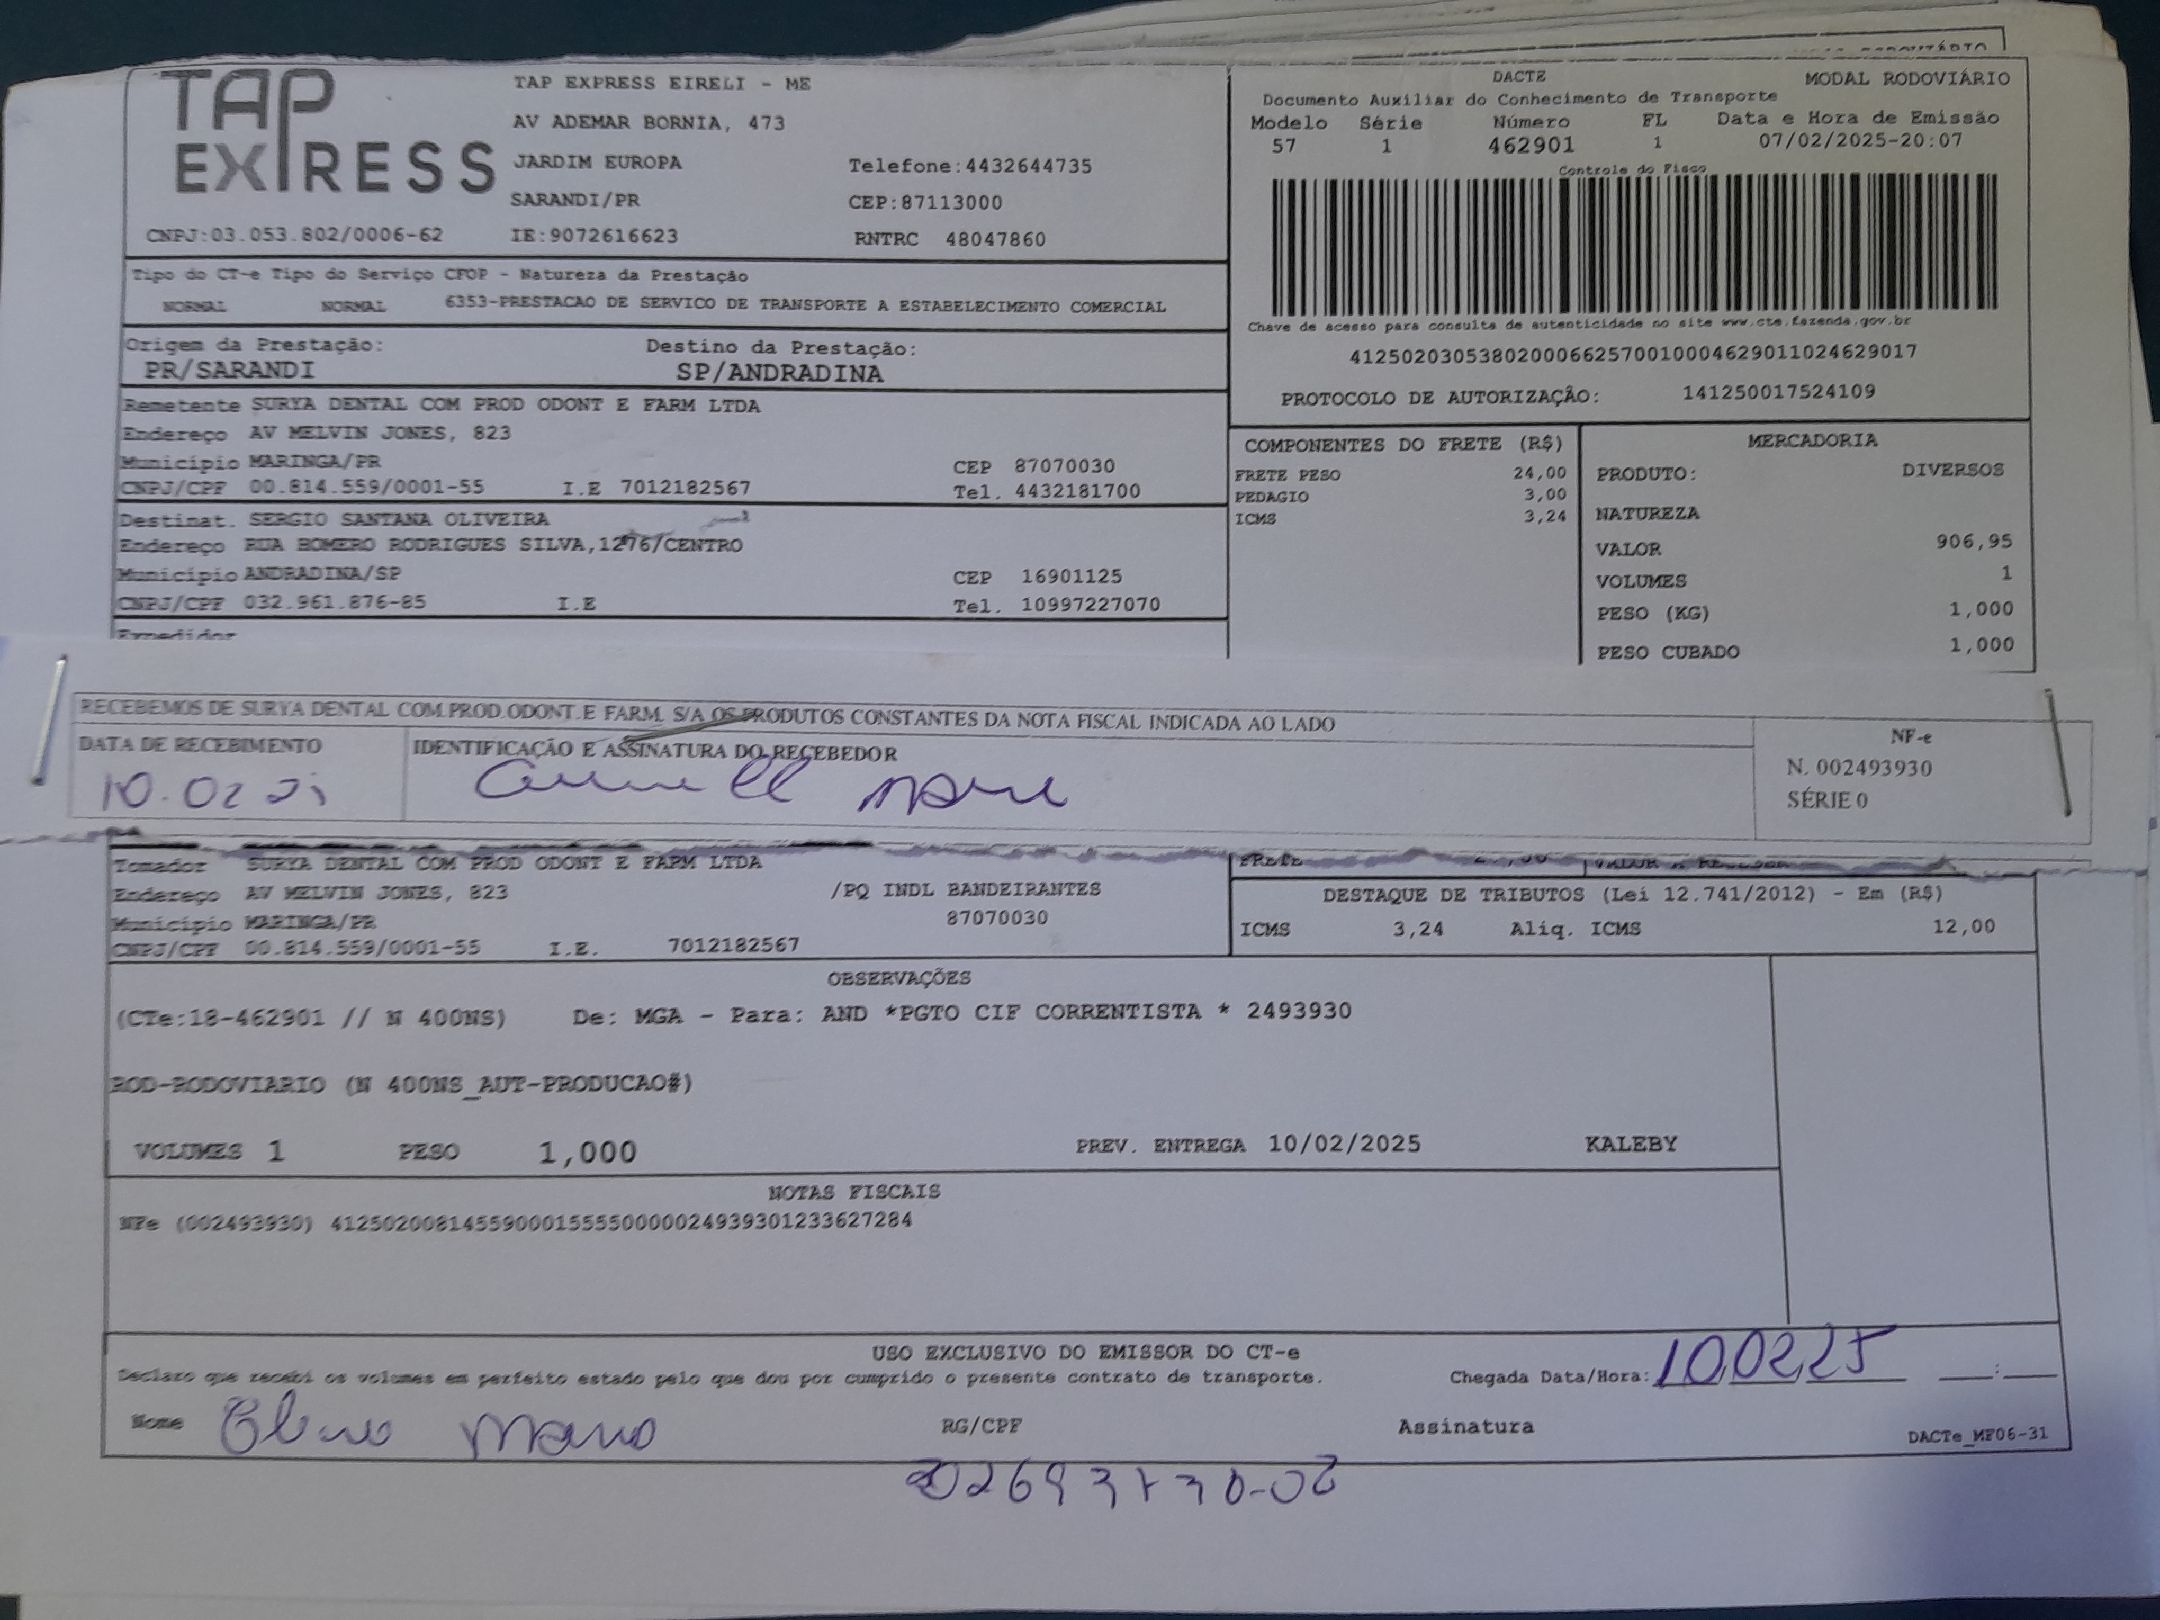 TAP EXPRESS
TAP EXPRESS EIRELI - ME
AV ADEMAR BORNIA, 473
JARDIM EUROPA Telefone:4432644735
SARANDI/PR CEP:87113000
CNPJ:03.053.802/0006-62 IE:9072616623 RNTRC 48047860
Tipo do CT-e Tipo do Serviço CFOP - Natureza da Prestação
NORMAL NORMAL 6353-PRESTACAO DE SERVICO DE TRANSPORTE A ESTABELECIMENTO COMERCIAL
Origem da Prestação: Destino da Prestação:
PR/SARANDI SP/ANDRADINA
Remetente SURYA DENTAL COM PROD ODONT E FARM LTDA
Endereço AV MELVIN JONES, 823
Município MARINGA/PR CEP 87070030
CNPJ/CPF 00.814.559/0001-55 I.E 7012182567 Tel. 4432181700
Destinat. SERGIO SANTANA OLIVEIRA
Endereço RUA ROMERO RODRIGUES SILVA,1276/CENTRO
Município ANDRADINA/SP CEP 16901125
CNPJ/CPF 032.961.876-85 I.E Tel. 10997227070
Expedidor
DACTE MODAL RODOVIÁRIO
Documento Auxiliar do Conhecimento de Transporte
Modelo Série Número FL Data e Hora de Emissão
57 1 462901 1 07/02/2025-20:07
Controle do Fisco
Chave de acesso para consulta de autenticidade no site www.cte.fazenda.gov.br
41250203053802000662570010004629011024629017
PROTOCOLO DE AUTORIZAÇÃO: 141250017524109
COMPONENTES DO FRETE (R$)
FRETE PESO 24,00
PEDAGIO 3,00
ICMS 3,24
MERCADORIA
PRODUTO: DIVERSOS
NATUREZA
VALOR 906,95
VOLUMES 1
PESO (KG) 1,000
PESO CUBADO 1,000
RECEBEMOS DE SURYA DENTAL COM.PROD.ODONT.E FARM. S/A OS PRODUTOS CONSTANTES DA NOTA FISCAL INDICADA AO LADO
DATA DE RECEBIMENTO IDENTIFICAÇÃO E ASSINATURA DO RECEBEDOR
10.02
NF-e
N. 002493930
SÉRIE 0
Tomador SURYA DENTAL COM PROD ODONT E FARM LTDA
Endereço AV MELVIN JONES, 823 /PQ INDL BANDEIRANTES
Município MARINGA/PR 87070030
CNPJ/CPF 00.814.559/0001-55 I.E. 7012182567
FRETE
DESTAQUE DE TRIBUTOS (Lei 12.741/2012) - Em (R$)
ICMS 3,24 Aliq. ICMS 12,00
OBSERVAÇÕES
(CTe:18-462901 // N 400NS) De: MGA - Para: AND *PGTO CIF CORRENTISTA * 2493930
ROD-RODOVIARIO (N 400NS_AUT-PRODUCAO#)
VOLUMES 1 PESO 1,000 PREV. ENTREGA 10/02/2025 KALEBY
NOTAS FISCAIS
NFe (002493930) 41250200814559000155550000024939301233627284
USO EXCLUSIVO DO EMISSOR DO CT-e
Declaro que recebi os volumes em perfeito estado pelo que dou por cumprido o presente contrato de transporte. Chegada Data/Hora: 10 02 25 __:__
Nome RG/CPF Assinatura
DACTe_MF06-31